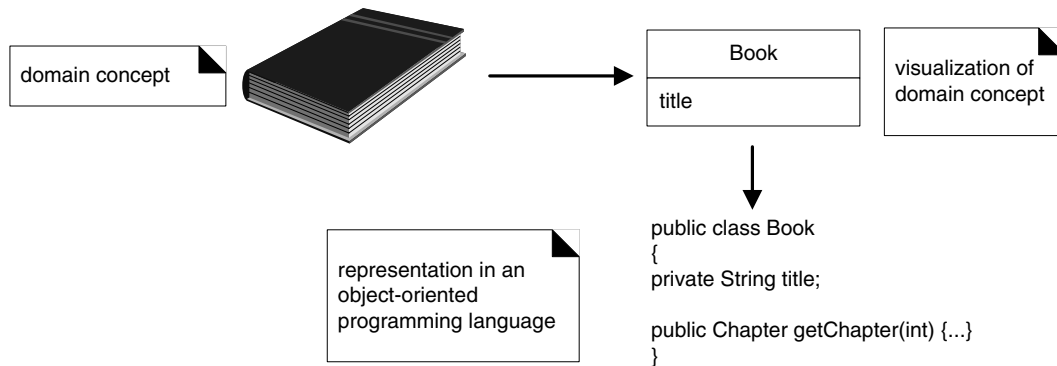 domain concept
Book
title
visualization of
domain concept
representation in an
object-oriented
programming language
public class Book
{
private String title;
public Chapter getChapter(int) {...}
}